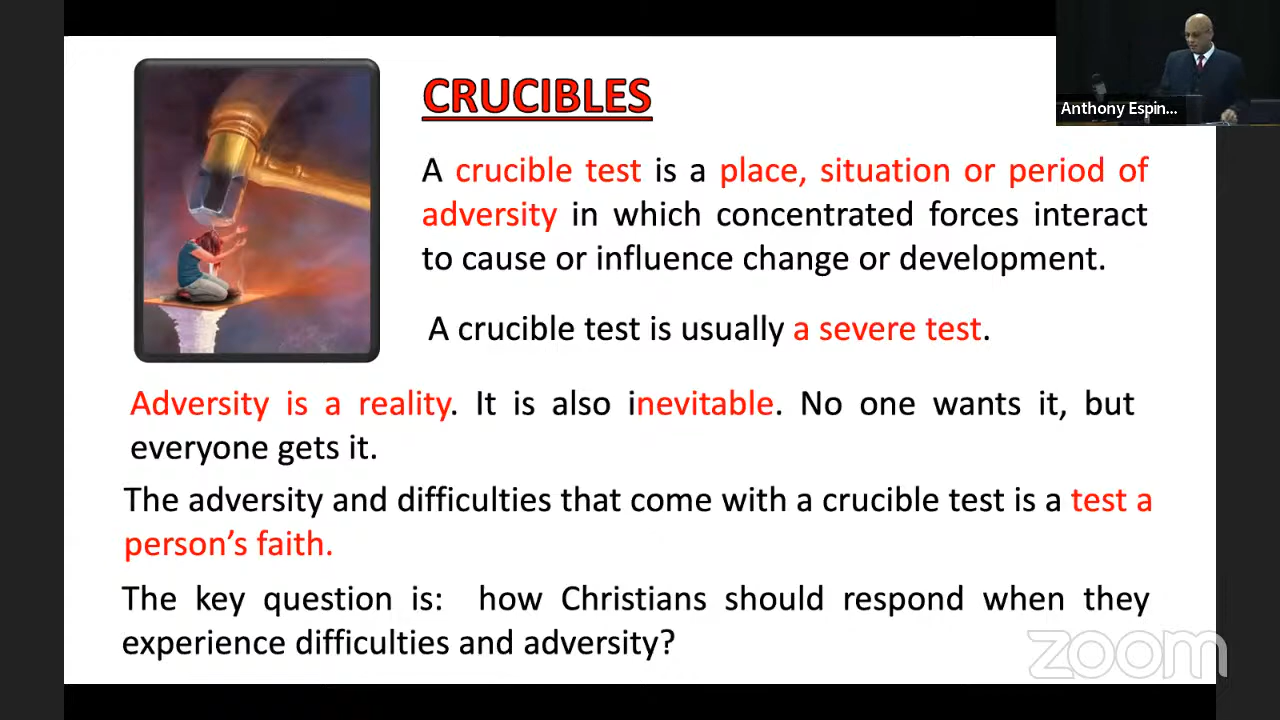 CRUCIBLES
Anthony Espin...
A crucible test is a place, situation or period of
adversity in which concentrated forces interact
to cause or influence change or development.
A crucible test is usually a severe test.
Adversity is a reality. It is also inevitable. No one wants it, but
everyone gets it.
The adversity and difficulties that come with a crucible test is a test a
person’s faith.
The key question is: how Christians should respond when they
experience difficulties and adversity?
zoom